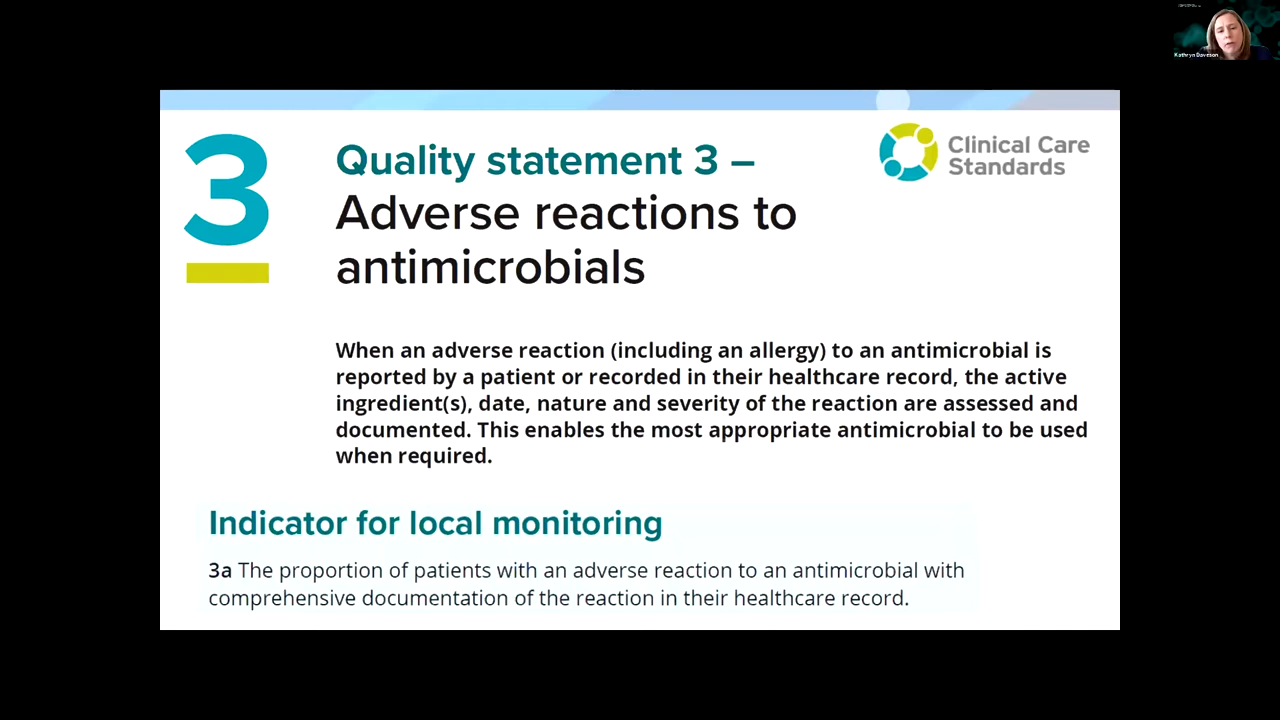 Kathryn Daveson
3
Quality statement 3 –
Adverse reactions to
antimicrobials
Clinical Care
Standards
When an adverse reaction (including an allergy) to an antimicrobial is
reported by a patient or recorded in their healthcare record, the active
ingredient(s), date, nature and severity of the reaction are assessed and
documented. This enables the most appropriate antimicrobial to be used
when required.
Indicator for local monitoring
3a The proportion of patients with an adverse reaction to an antimicrobial with
comprehensive documentation of the reaction in their healthcare record.